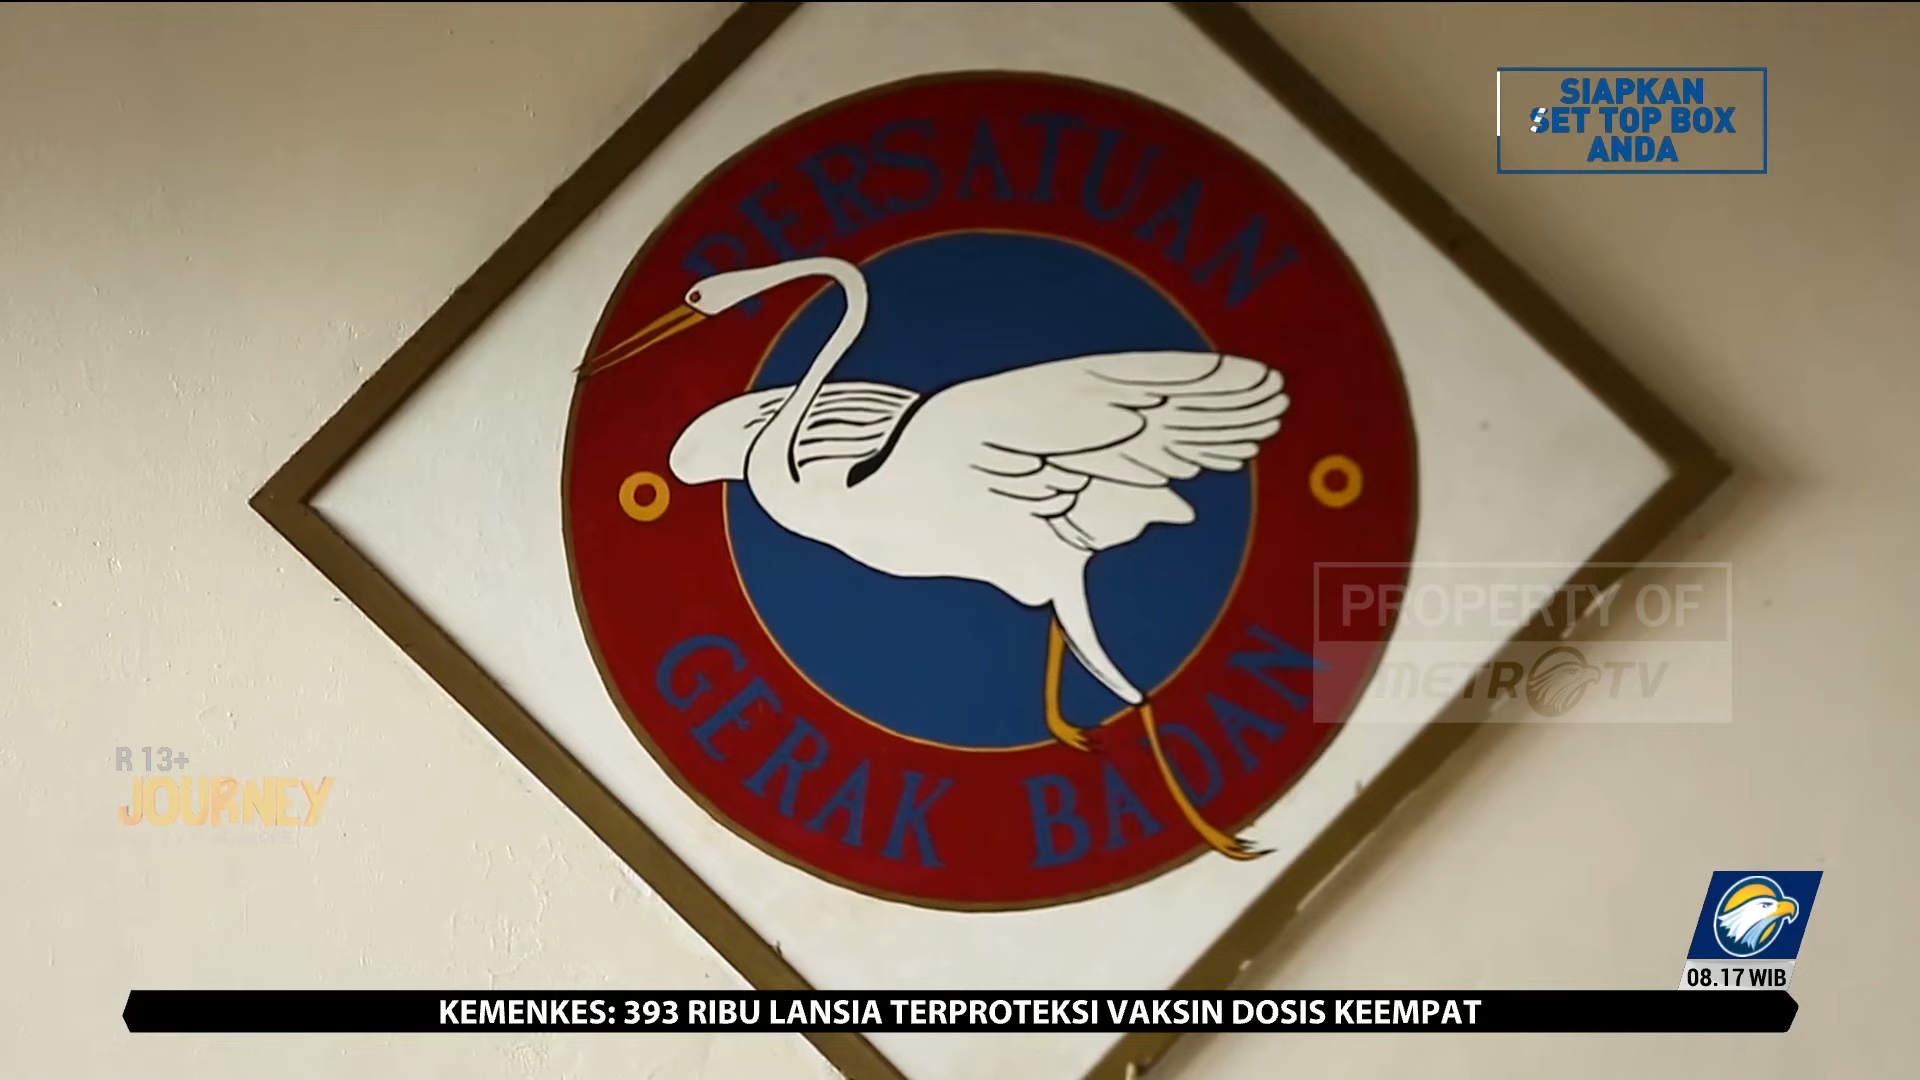 SIAPKAN
SET TOP BOX
ANDA
PERSATUAN
GERAK BADAN
PROPERTY OF
METRO TV
R 13+
JOURNEY
08.17 WIB
KEMENKES: 393 RIBU LANSIA TERPROTEKSI VAKSIN DOSIS KEEMPAT